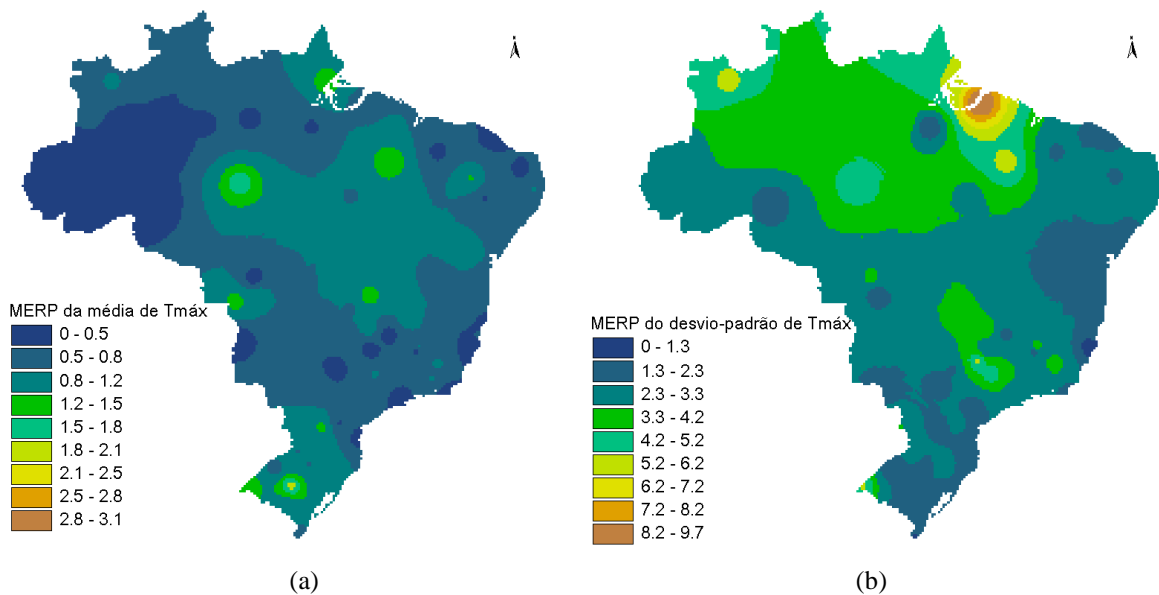 MERP da média de Tmáx
0 - 0.5
0.5 - 0.8
0.8 - 1.2
1.2 - 1.5
1.5 - 1.8
1.8 - 2.1
2.1 - 2.5
2.5 - 2.8
2.8 - 3.1
(a)
MERP do desvio-padrão de Tmáx
0 - 1.3
1.3 - 2.3
2.3 - 3.3
3.3 - 4.2
4.2 - 5.2
5.2 - 6.2
6.2 - 7.2
7.2 - 8.2
8.2 - 9.7
(b)